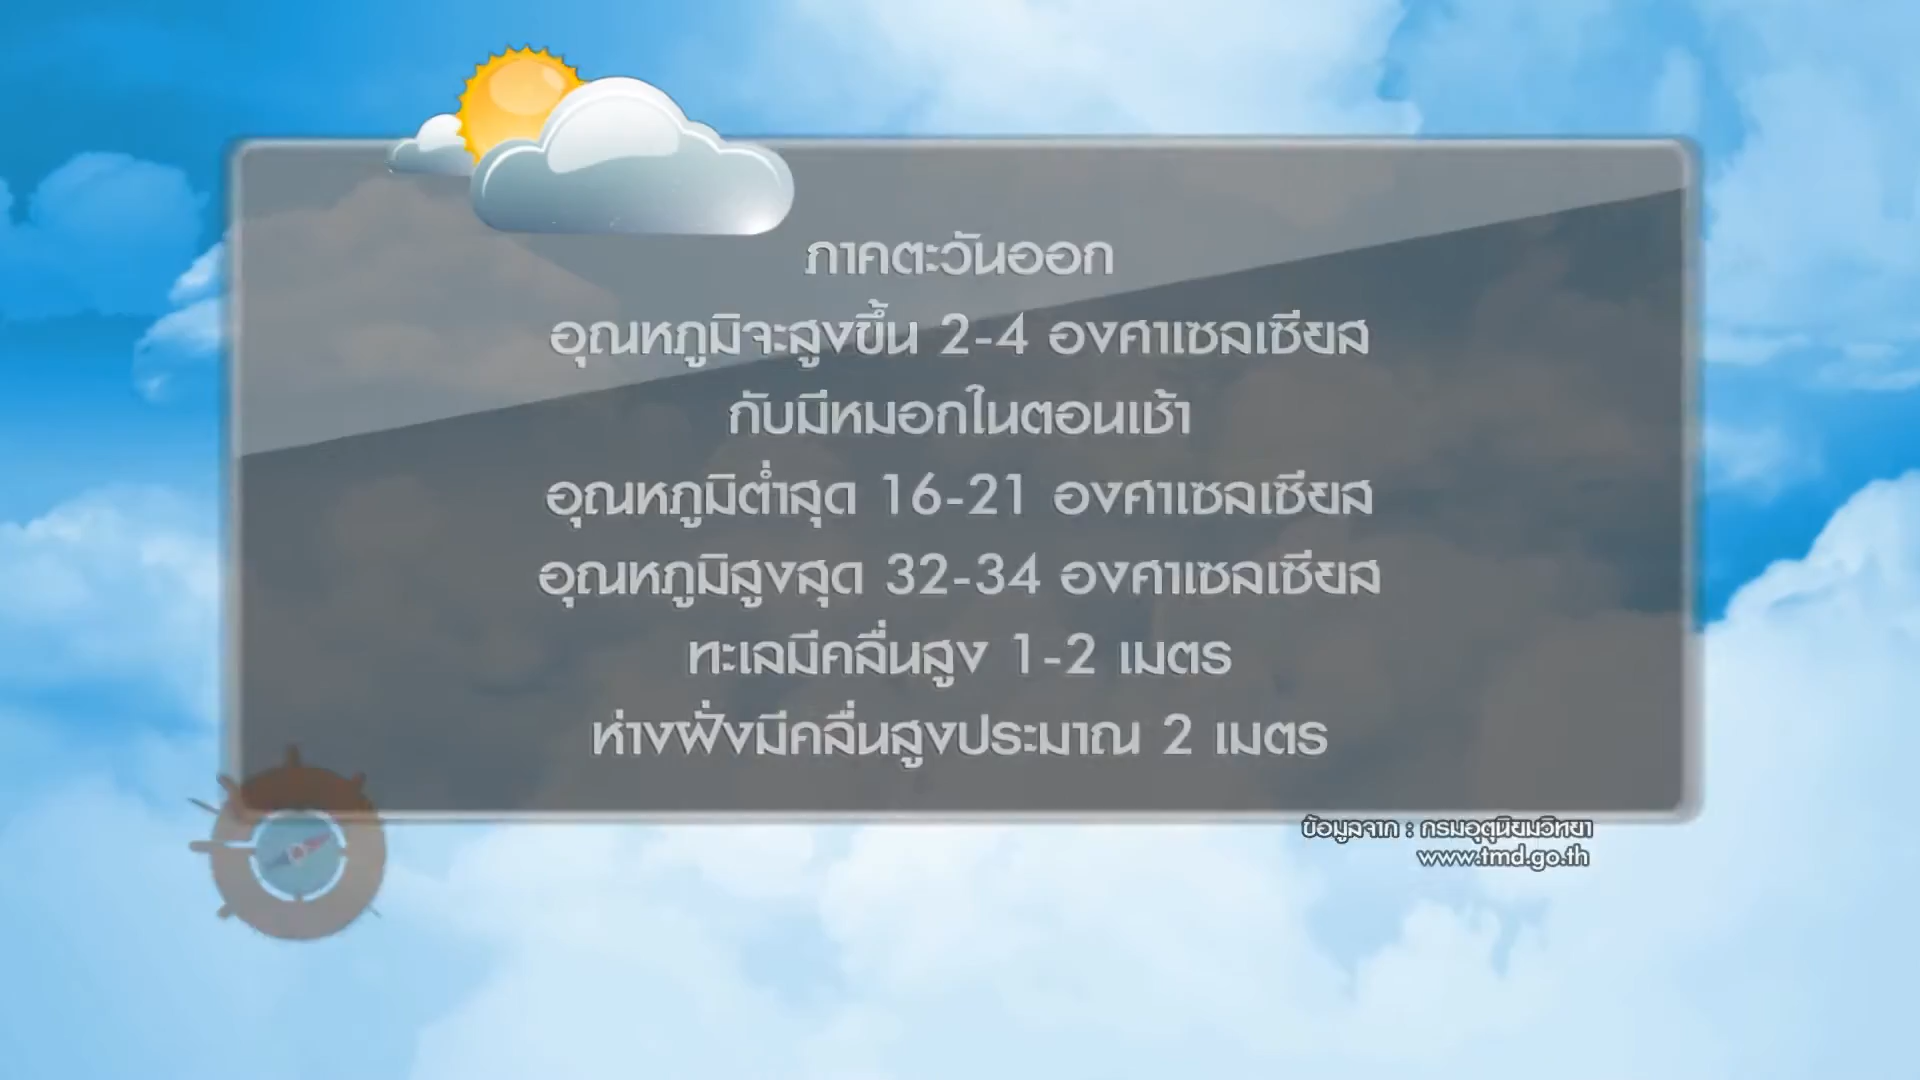 ภาคตะวันออก
อุณหภูมิจะสูงขึ้น 2-4 องศาเซลเซียส
กับมีหมอกในตอนเช้า
อุณหภูมิต่ำสุด 16-21 องศาเซลเซียส
อุณหภูมิสูงสุด 32-34 องศาเซลเซียส
ทะเลมีคลื่นสูง 1-2 เมตร
ห่างฝั่งมีคลื่นสูงประมาณ 2 เมตร
ข้อมูลจาก : กรมอุตุนิยมวิทยา
www.tmd.go.th